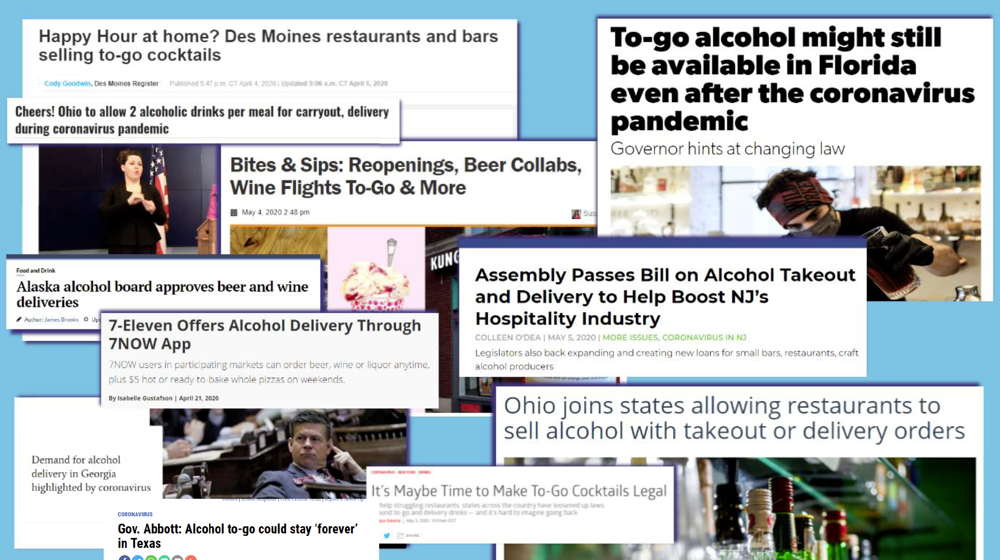 Happy Hour at home? Des Moines restaurants and bars
selling to-go cocktails
Cody Goodwin, Des Moines Register Published 5:47 p.m. CT April 4, 2020 | Updated 9:06 a.m. CT April 6, 2020
Cheers! Ohio to allow 2 alcoholic drinks per meal for carryout, delivery
during coronavirus pandemic
To-go alcohol might still
be available in Florida
even after the coronavirus
pandemic
Governor hints at changing law
Bites & Sips: Reopenings, Beer Collabs,
Wine Flights To-Go & More
May 4, 2020 2:48 pm
KUNG
Food and Drink
Alaska alcohol board approves beer and wine
deliveries
Author: James Brooks
7-Eleven Offers Alcohol Delivery Through
7NOW App
7NOW users in participating markets can order beer, wine or liquor anytime,
plus $5 hot or ready-to-bake whole pizzas on weekends.
By Isabelle Gustafson | April 21, 2020
Assembly Passes Bill on Alcohol Takeout
and Delivery to Help Boost NJ's
Hospitality Industry
COLLEEN O'DEA | MAY 5, 2020 | MORE ISSUES, CORONAVIRUS IN NJ
Legislators also back expanding and creating new loans for small bars, restaurants, craft
alcohol producers
Ohio joins states allowing restaurants to
sell alcohol with takeout or delivery orders
Demand for alcohol
delivery in Georgia
highlighted by coronavirus
Homes | School Response | Feed Central Texas | Report a News Tip
CORONAVIRUS
Gov. Abbott: Alcohol to-go could stay 'forever'
in Texas
CORONAVIRUS NEW YORK DRINKS
It's Maybe Time to Make To-Go Cocktails Legal
help struggling restaurants, states across the country have loosened up laws
to-go and delivery drinks — and it's hard to imagine going back
May 5, 2020, 10:01am EDT
SHARE